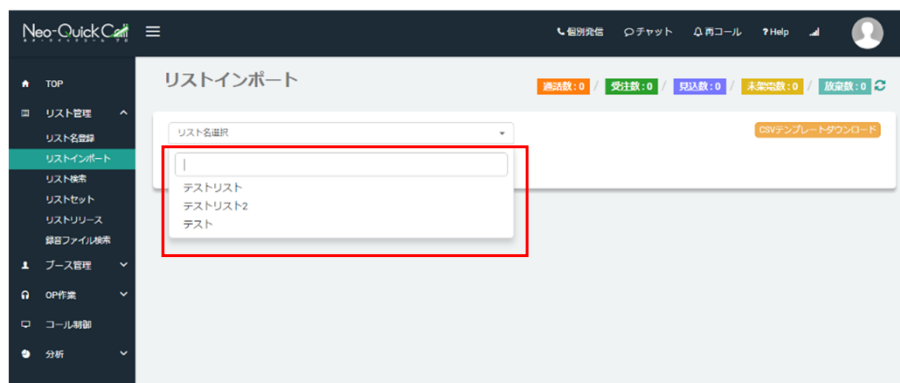 Neo-QuickCall
個別発信 チャット 再コール ? Help
TOP
リスト管理
リスト名登録
リストインポート
リスト検索
リストセット
リストリリース
録音ファイル検索
ブース管理
OP作業
コール制御
分析
リストインポート
通話数 : 0 / 受注数 : 0 / 見込数 : 0 / 未架電数 : 0 / 放棄数 : 0
リスト名選択
CSVテンプレートダウンロード
テストリスト
テストリスト2
テスト